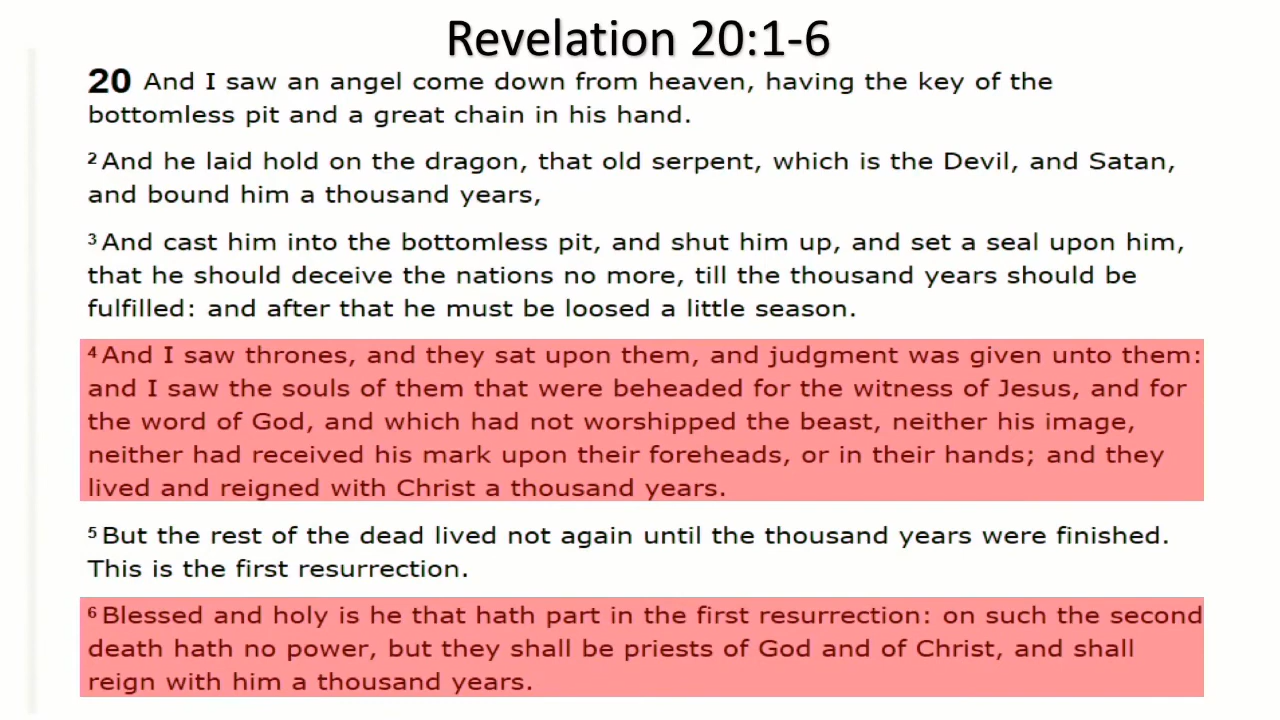 Revelation 20:1-6
20 And I saw an angel come down from heaven, having the key of the
bottomless pit and a great chain in his hand.
2 And he laid hold on the dragon, that old serpent, which is the Devil, and Satan,
and bound him a thousand years,
3 And cast him into the bottomless pit, and shut him up, and set a seal upon him,
that he should deceive the nations no more, till the thousand years should be
fulfilled: and after that he must be loosed a little season.
4 And I saw thrones, and they sat upon them, and judgment was given unto them:
and I saw the souls of them that were beheaded for the witness of Jesus, and for
the word of God, and which had not worshipped the beast, neither his image,
neither had received his mark upon their foreheads, or in their hands; and they
lived and reigned with Christ a thousand years.
5 But the rest of the dead lived not again until the thousand years were finished.
This is the first resurrection.
6 Blessed and holy is he that hath part in the first resurrection: on such the second
death hath no power, but they shall be priests of God and of Christ, and shall
reign with him a thousand years.